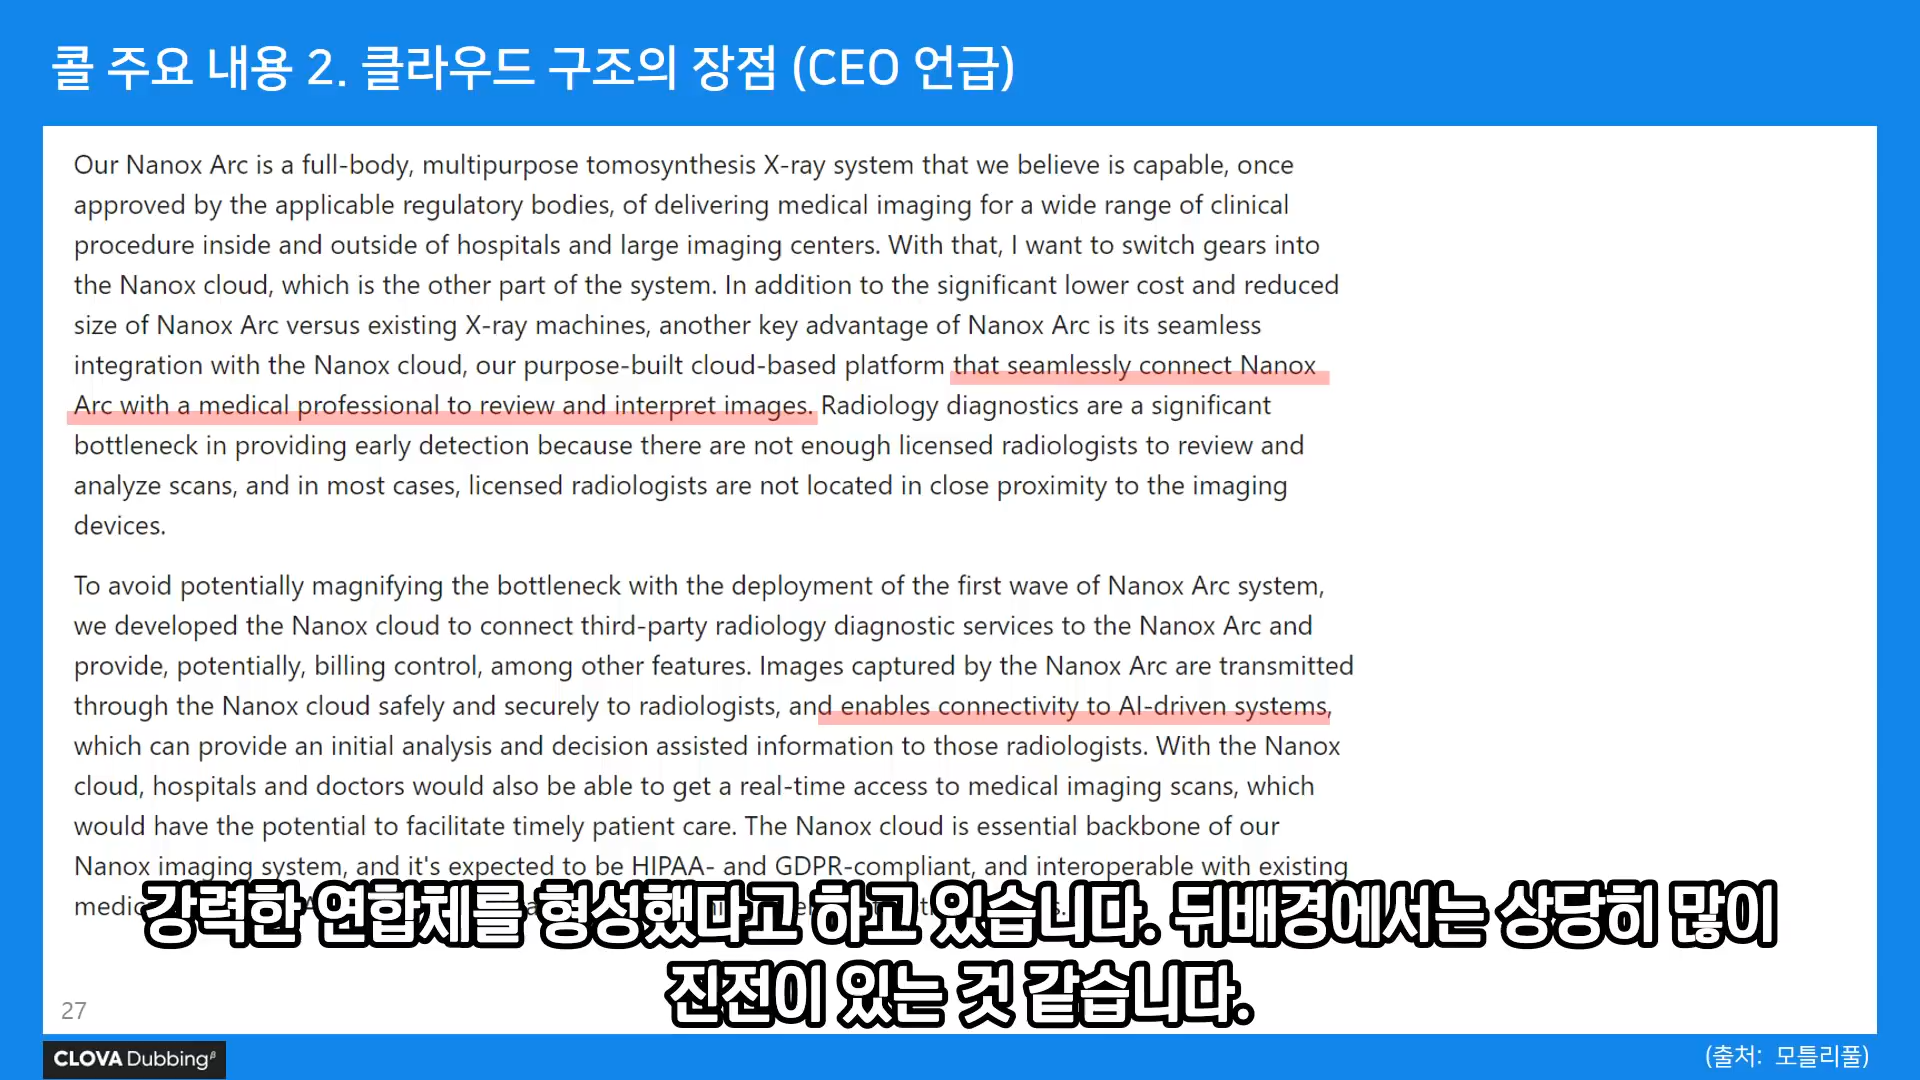 콜 주요 내용 2. 클라우드 구조의 장점 (CEO 언급)
Our Nanox Arc is a full-body, multipurpose tomosynthesis X-ray system that we believe is capable, once
approved by the applicable regulatory bodies, of delivering medical imaging for a wide range of clinical
procedure inside and outside of hospitals and large imaging centers. With that, I want to switch gears into
the Nanox cloud, which is the other part of the system. In addition to the significant lower cost and reduced
size of Nanox Arc versus existing X-ray machines, another key advantage of Nanox Arc is its seamless
integration with the Nanox cloud, our purpose-built cloud-based platform that seamlessly connect Nanox
Arc with a medical professional to review and interpret images. Radiology diagnostics are a significant
bottleneck in providing early detection because there are not enough licensed radiologists to review and
analyze scans, and in most cases, licensed radiologists are not located in close proximity to the imaging
devices.
To avoid potentially magnifying the bottleneck with the deployment of the first wave of Nanox Arc system,
we developed the Nanox cloud to connect third-party radiology diagnostic services to the Nanox Arc and
provide, potentially, billing control, among other features. Images captured by the Nanox Arc are transmitted
through the Nanox cloud safely and securely to radiologists, and enables connectivity to AI-driven systems,
which can provide an initial analysis and decision assisted information to those radiologists. With the Nanox
cloud, hospitals and doctors would also be able to get a real-time access to medical imaging scans, which
would have the potential to facilitate timely patient care. The Nanox cloud is essential backbone of our
Nanox imaging system, and it's expected to be HIPAA- and GDPR-compliant, and interoperable with existing
강력한 연합체를 형성했다고 하고 있습니다. 뒤배경에서는 상당히 많이
진전이 있는 것 같습니다.
27
CLOVA Dubbingβ
(출처: 모틀리풀)